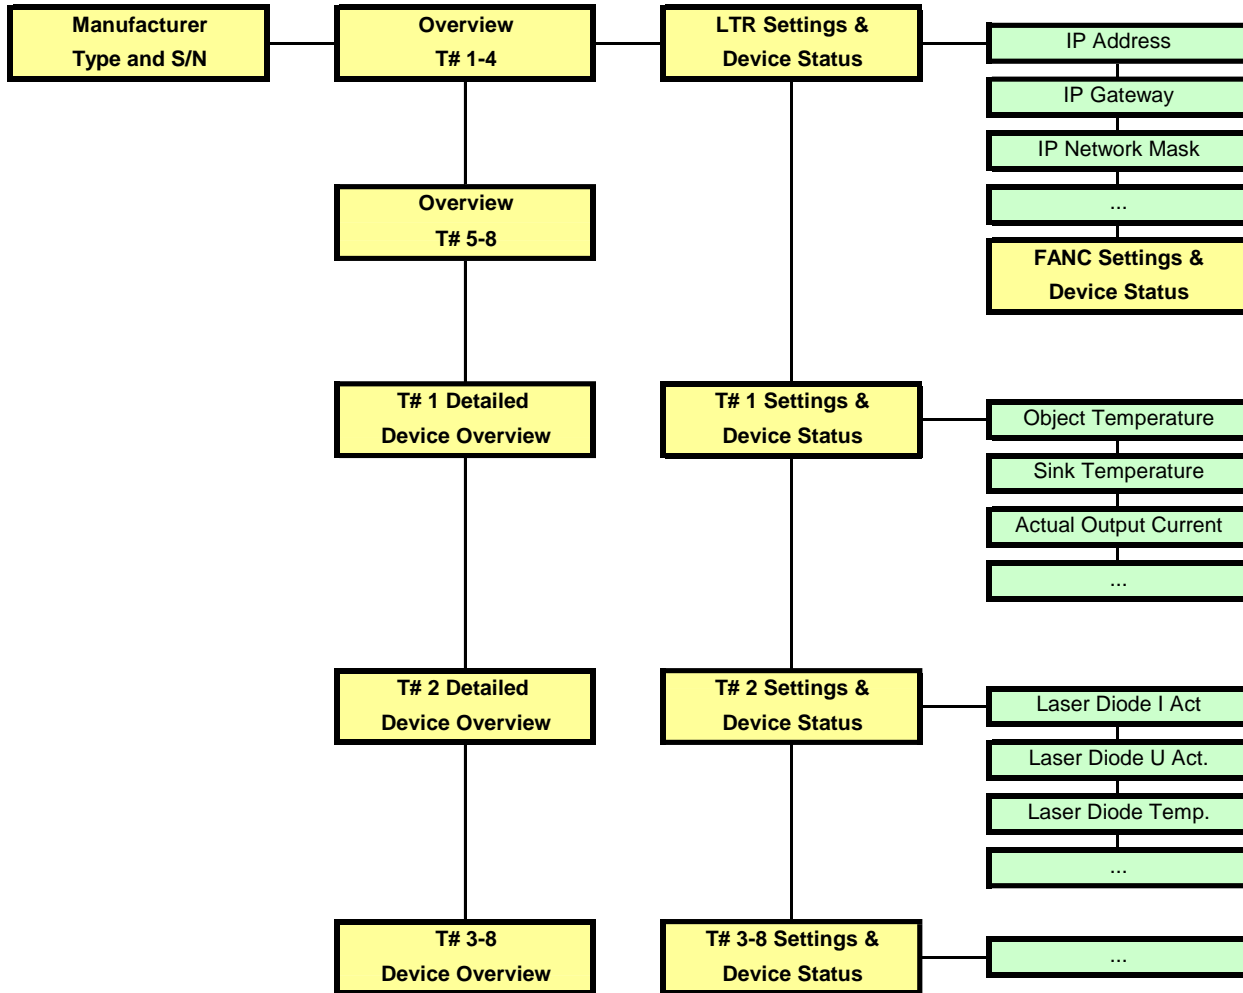 Manufacturer
Type and S/N
Overview
T# 1-4
LTR Settings &
Device Status
IP Address
IP Gateway
IP Network Mask
...
FANC Settings &
Device Status
Overview
T# 5-8
T# 1 Detailed
Device Overview
T# 1 Settings &
Device Status
Object Temperature
Sink Temperature
Actual Output Current
...
T# 2 Detailed
Device Overview
T# 2 Settings &
Device Status
Laser Diode I Act
Laser Diode U Act.
Laser Diode Temp.
...
T# 3-8
Device Overview
T# 3-8 Settings &
Device Status
...